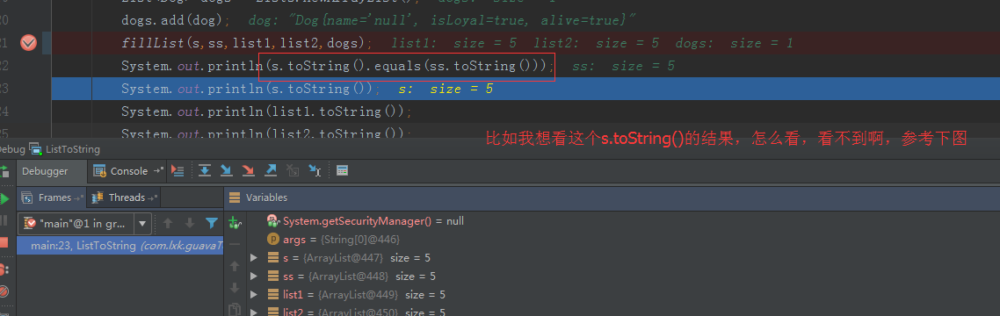 dogs.add(dog);  dog: "Dog{name='null', isLoyal=true, alive=true}"
21 fillList(s,ss,list1,list2,dogs);  list1:  size = 5  list2:  size = 5  dogs:  size = 1
22 System.out.println(s.toString().equals(ss.toString()));  ss:  size = 5
23 System.out.println(s.toString());  s:  size = 5
24 System.out.println(list1.toString());
25 System.out.println(list2.toString());
比如我想看这个s.toString()的结果，怎么看，看不到啊，参考下图
Debug ListToString
Debugger Console
Frames Threads Variables
"main"@1 in gr...
main:23, ListToString (com.lxk.guavaT
System.getSecurityManager() = null
args = {String[0]@446}
s = {ArrayList@447}  size = 5
ss = {ArrayList@448}  size = 5
list1 = {ArrayList@449}  size = 5
list2 = {ArrayList@450}  size = 5